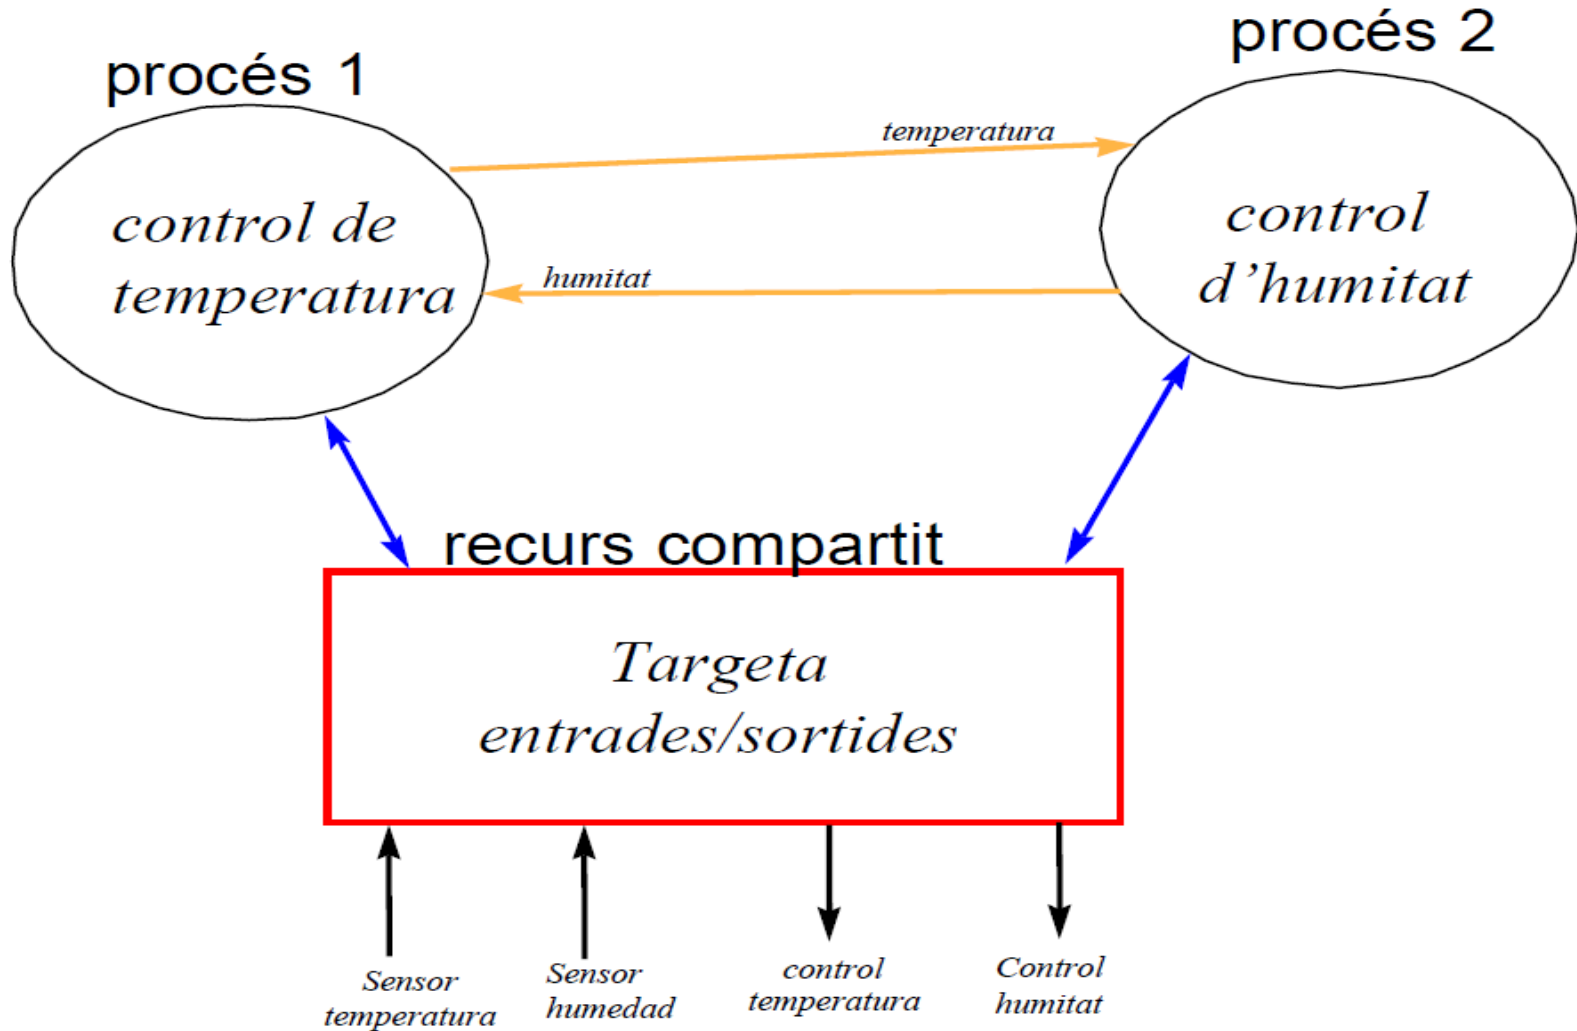 procés 1
procés 2
temperatura
control de
temperatura
control
d’humitat
humitat
recurs compartit
Targeta
entrades/sortides
Sensor
temperatura
Sensor
humedad
control
temperatura
Control
humitat